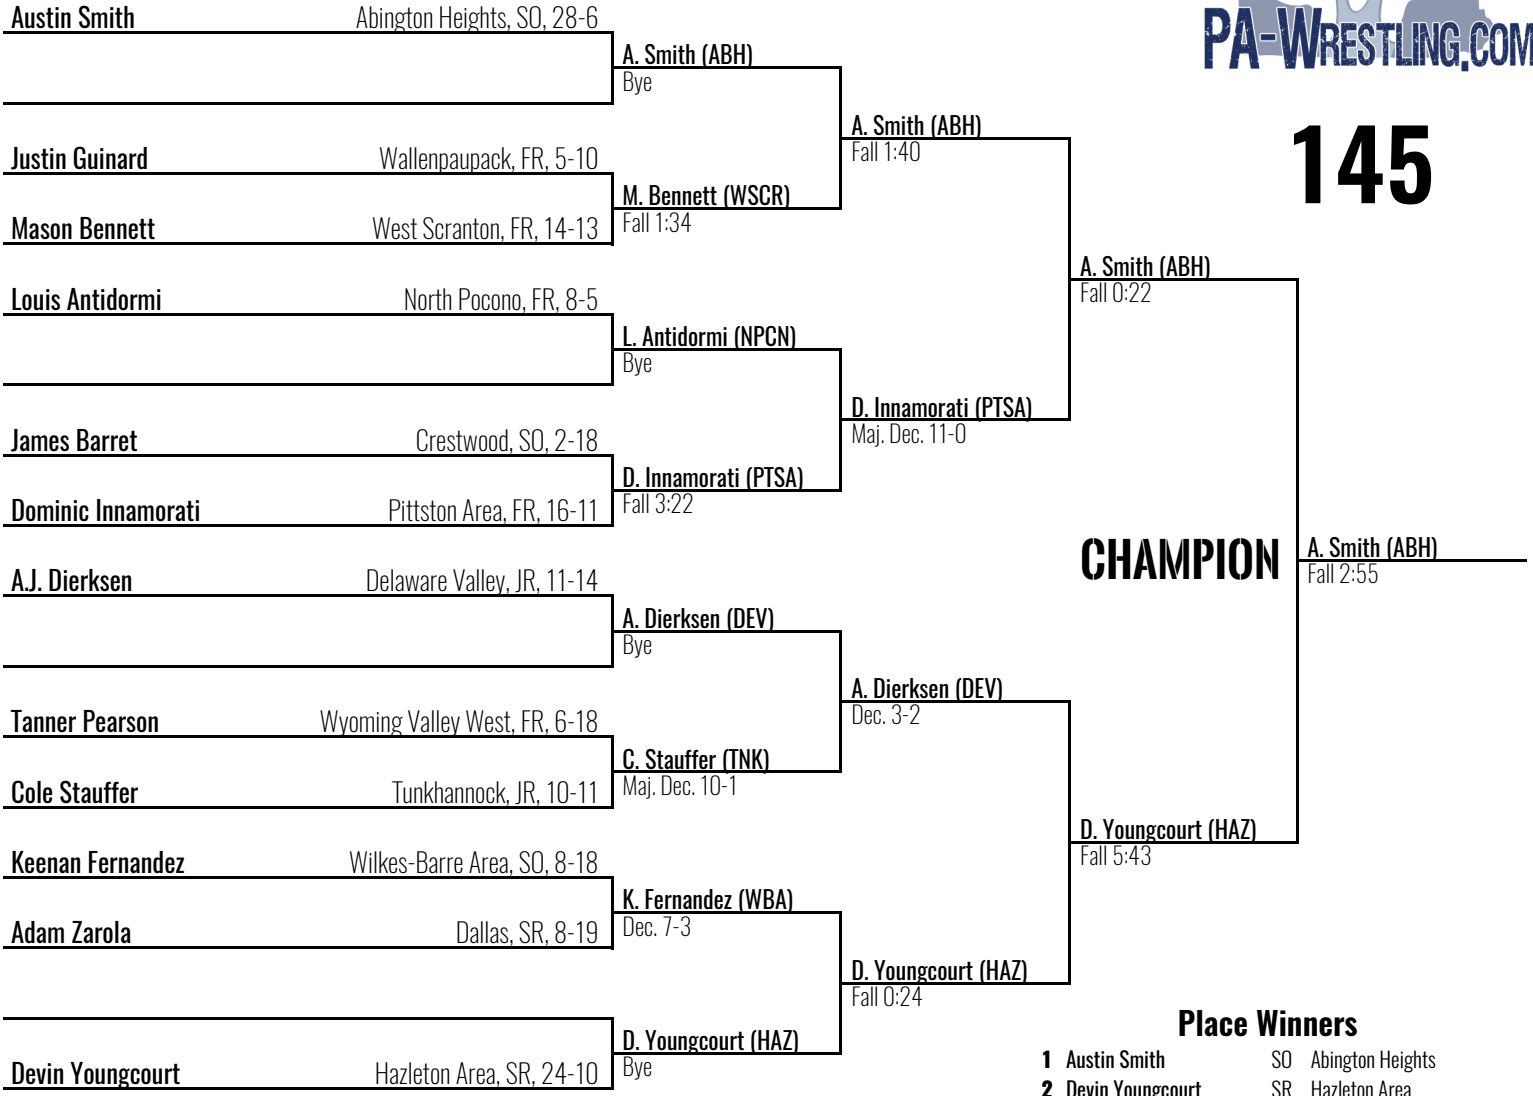 Austin Smith Abington Heights, SO, 28-6
A. Smith (ABH)
Bye
PA-WRESTLING.COM
145
A. Smith (ABH)
Fall 1:40
Justin Guinard Wallenpaupack, FR, 5-10
M. Bennett (WSCR)
Fall 1:34
Mason Bennett West Scranton, FR, 14-13
A. Smith (ABH)
Fall 0:22
Louis Antidormi North Pocono, FR, 8-5
L. Antidormi (NPCN)
Bye
D. Innamorati (PTSA)
Maj. Dec. 11-0
James Barret Crestwood, SO, 2-18
D. Innamorati (PTSA)
Fall 3:22
Dominic Innamorati Pittston Area, FR, 16-11
CHAMPION
A. Smith (ABH)
Fall 2:55
A.J. Dierksen Delaware Valley, JR, 11-14
A. Dierksen (DEV)
Bye
A. Dierksen (DEV)
Dec. 3-2
Tanner Pearson Wyoming Valley West, FR, 6-18
C. Stauffer (TNK)
Maj. Dec. 10-1
Cole Stauffer Tunkhannock, JR, 10-11
D. Youngcourt (HAZ)
Fall 5:43
Keenan Fernandez Wilkes-Barre Area, SO, 8-18
K. Fernandez (WBA)
Dec. 7-3
Adam Zarola Dallas, SR, 8-19
D. Youngcourt (HAZ)
Fall 0:24
D. Youngcourt (HAZ)
Bye
Devin Youngcourt Hazleton Area, SR, 24-10
Place Winners
1 Austin Smith SO Abington Heights
2 Devin Youngcourt SR Hazleton Area